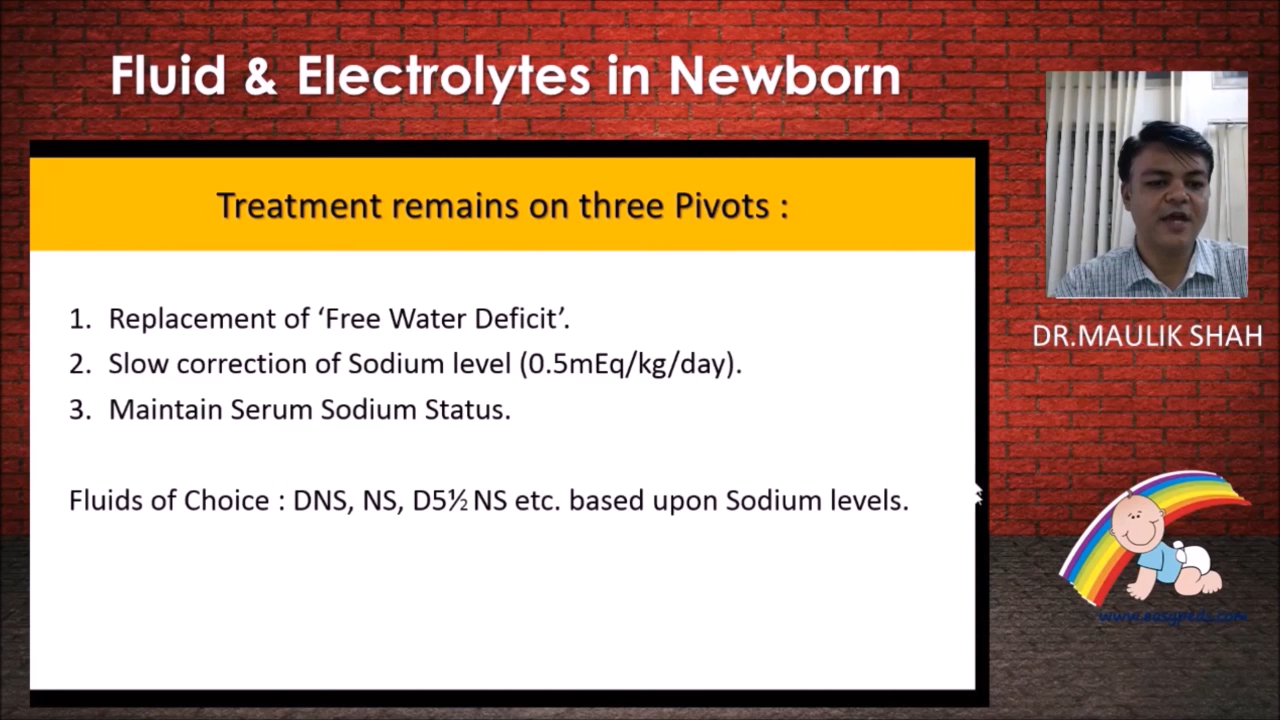 Fluid & Electrolytes in Newborn
Treatment remains on three Pivots :
1. Replacement of ‘Free Water Deficit’.
2. Slow correction of Sodium level (0.5mEq/kg/day).
3. Maintain Serum Sodium Status.
Fluids of Choice : DNS, NS, D5½ NS etc. based upon Sodium levels.
DR.MAULIK SHAH
www.easypeds.com